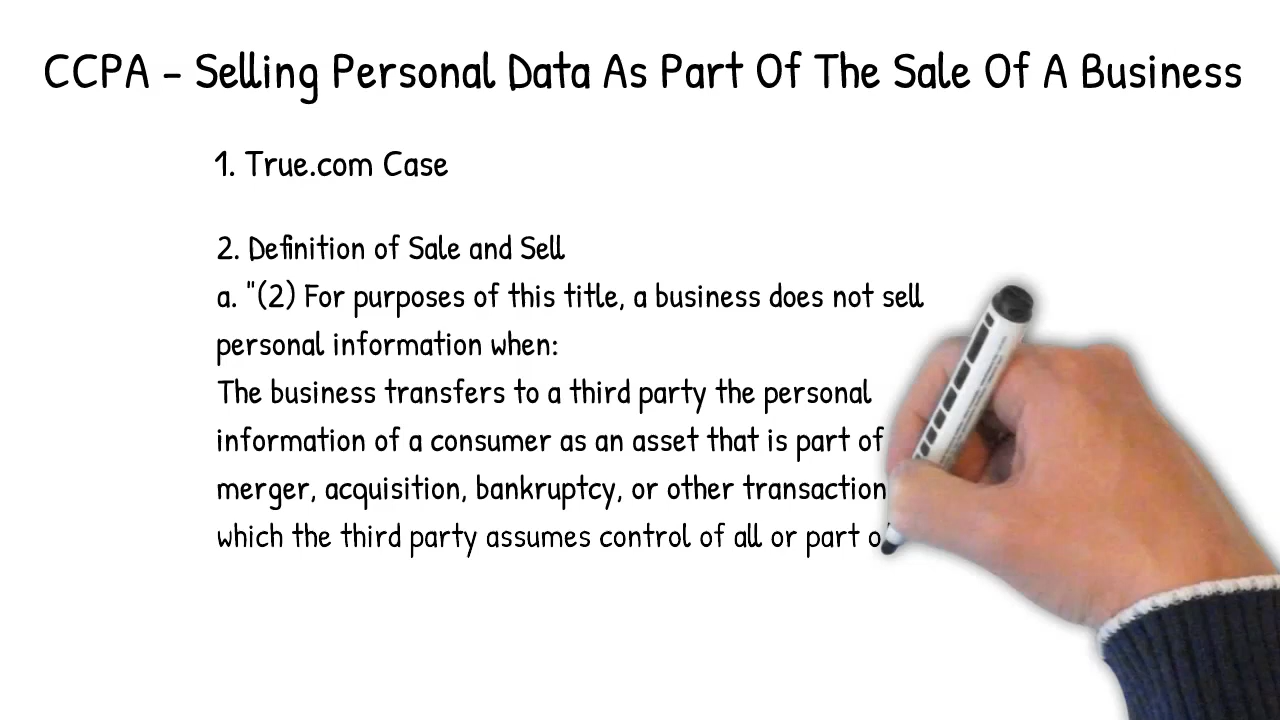 CCPA - Selling Personal Data As Part Of The Sale Of A Business
1. True.com Case
2. Definition of Sale and Sell
a. "(2) For purposes of this title, a business does not sell
personal information when:
The business transfers to a third party the personal
information of a consumer as an asset that is part of
merger, acquisition, bankruptcy, or other transaction
which the third party assumes control of all or part